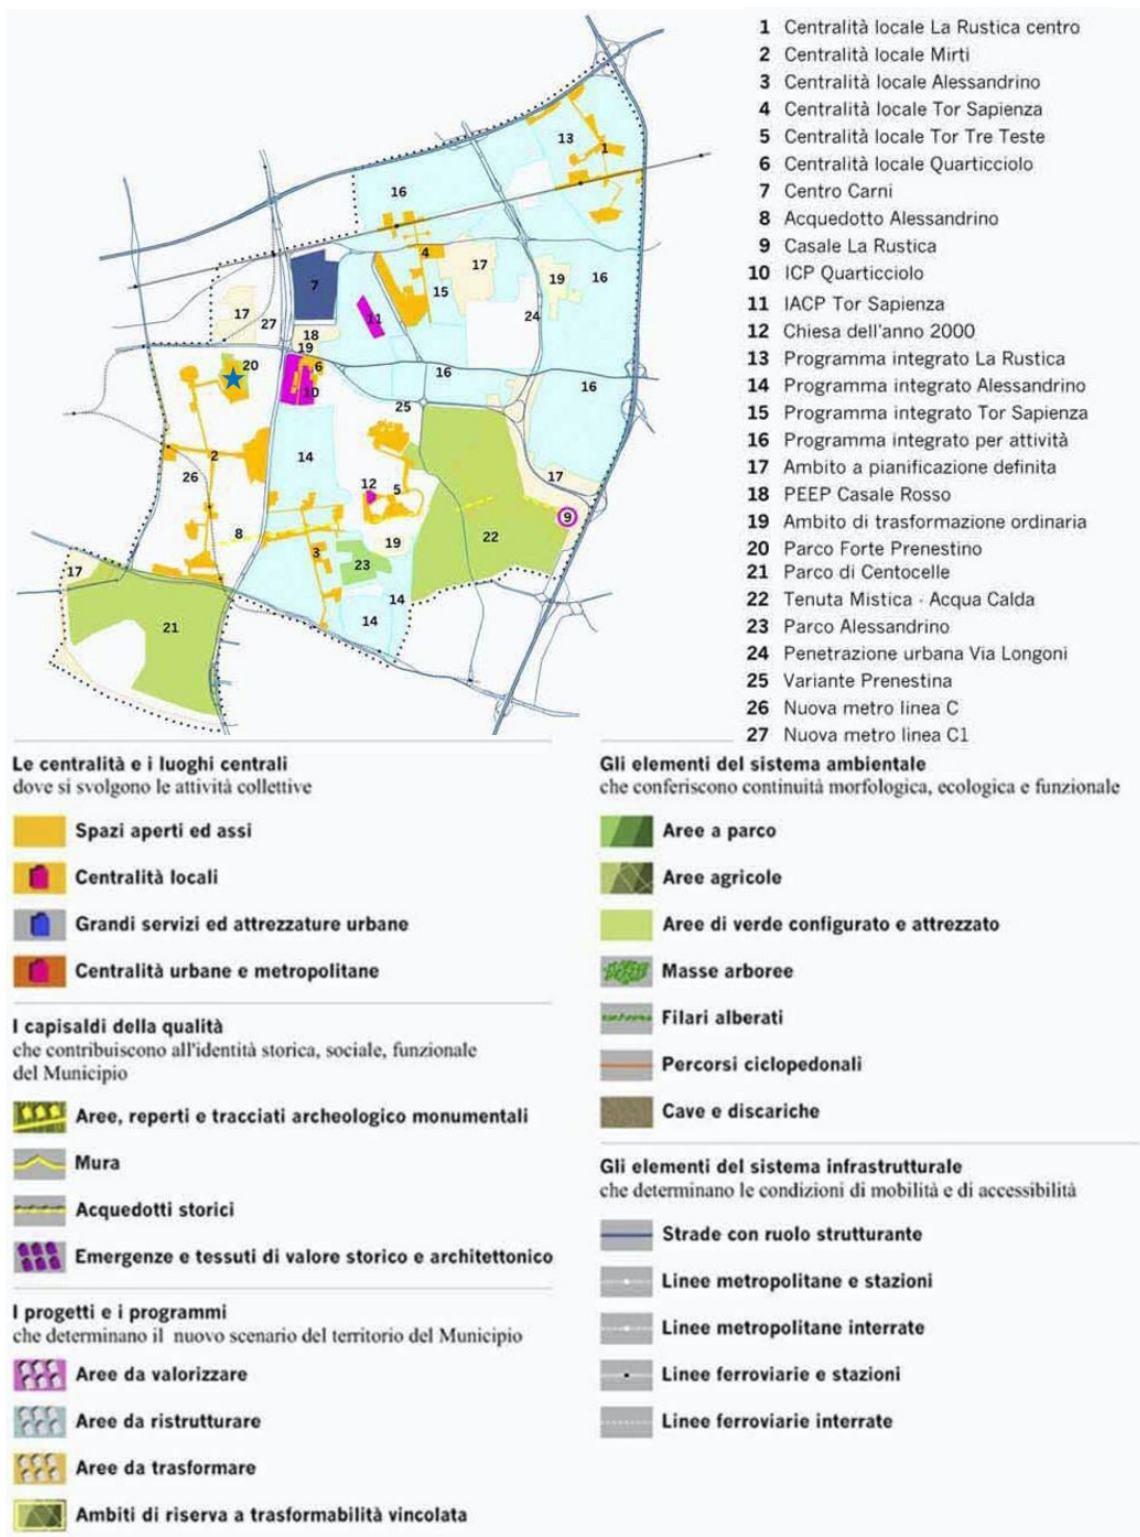 1 Centralità locale La Rustica centro
2 Centralità locale Mirti
3 Centralità locale Alessandrino
4 Centralità locale Tor Sapienza
5 Centralità locale Tor Tre Teste
6 Centralità locale Quarticciolo
7 Centro Carni
8 Acquedotto Alessandrino
9 Casale La Rustica
10 ICP Quarticciolo
11 IACP Tor Sapienza
12 Chiesa dell'anno 2000
13 Programma integrato La Rustica
14 Programma integrato Alessandrino
15 Programma integrato Tor Sapienza
16 Programma integrato per attività
17 Ambito a pianificazione definita
18 PEEP Casale Rosso
19 Ambito di trasformazione ordinaria
20 Parco Forte Prenestino
21 Parco di Centocelle
22 Tenuta Mistica · Acqua Calda
23 Parco Alessandrino
24 Penetrazione urbana Via Longoni
25 Variante Prenestina
26 Nuova metro linea C
27 Nuova metro linea C1
13
1
16
4
17
7
15
19
16
17
27
11
24
18
19
20
6
10
16
16
25
2
14
26
12
5
17
9
8
3
19
22
23
17
14
21
14
Le centralità e i luoghi centrali
dove si svolgono le attività collettive
Spazi aperti ed assi
Centralità locali
Grandi servizi ed attrezzature urbane
Centralità urbane e metropolitane
I capisaldi della qualità
che contribuiscono all'identità storica, sociale, funzionale
del Municipio
Aree, reperti e tracciati archeologico monumentali
Mura
Acquedotti storici
Emergenze e tessuti di valore storico e architettonico
I progetti e i programmi
che determinano il nuovo scenario del territorio del Municipio
Aree da valorizzare
Aree da ristrutturare
Aree da trasformare
Ambiti di riserva a trasformabilità vincolata
Gli elementi del sistema ambientale
che conferiscono continuità morfologica, ecologica e funzionale
Aree a parco
Aree agricole
Aree di verde configurato e attrezzato
Masse arboree
Filari alberati
Percorsi ciclopedonali
Cave e discariche
Gli elementi del sistema infrastrutturale
che determinano le condizioni di mobilità e di accessibilità
Strade con ruolo strutturante
Linee metropolitane e stazioni
Linee metropolitane interrate
Linee ferroviarie e stazioni
Linee ferroviarie interrate